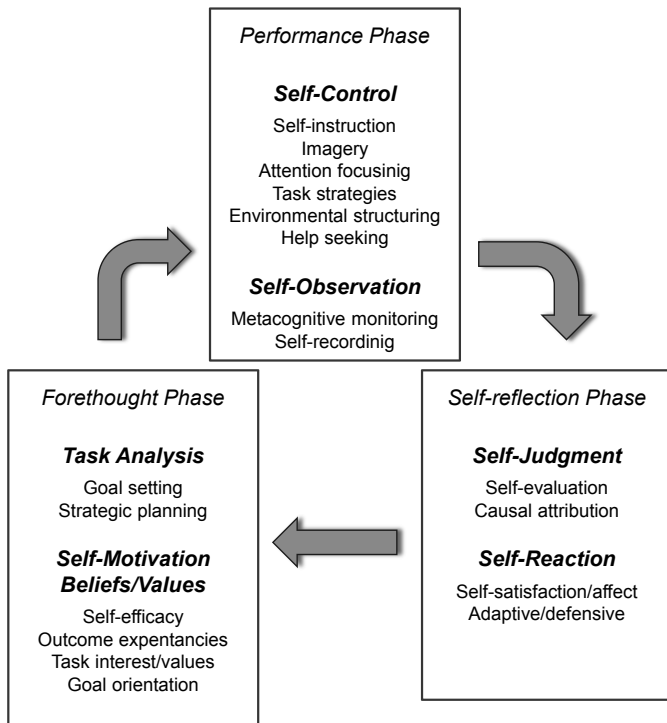 Performance Phase
Self-Control
Self-instruction
Imagery
Attention focusinig
Task strategies
Environmental structuring
Help seeking
Self-Observation
Metacognitive monitoring
Self-recordinig
Forethought Phase
Task Analysis
Goal setting
Strategic planning
Self-Motivation
Beliefs/Values
Self-efficacy
Outcome expentancies
Task interest/values
Goal orientation
Self-reflection Phase
Self-Judgment
Self-evaluation
Causal attribution
Self-Reaction
Self-satisfaction/affect
Adaptive/defensive